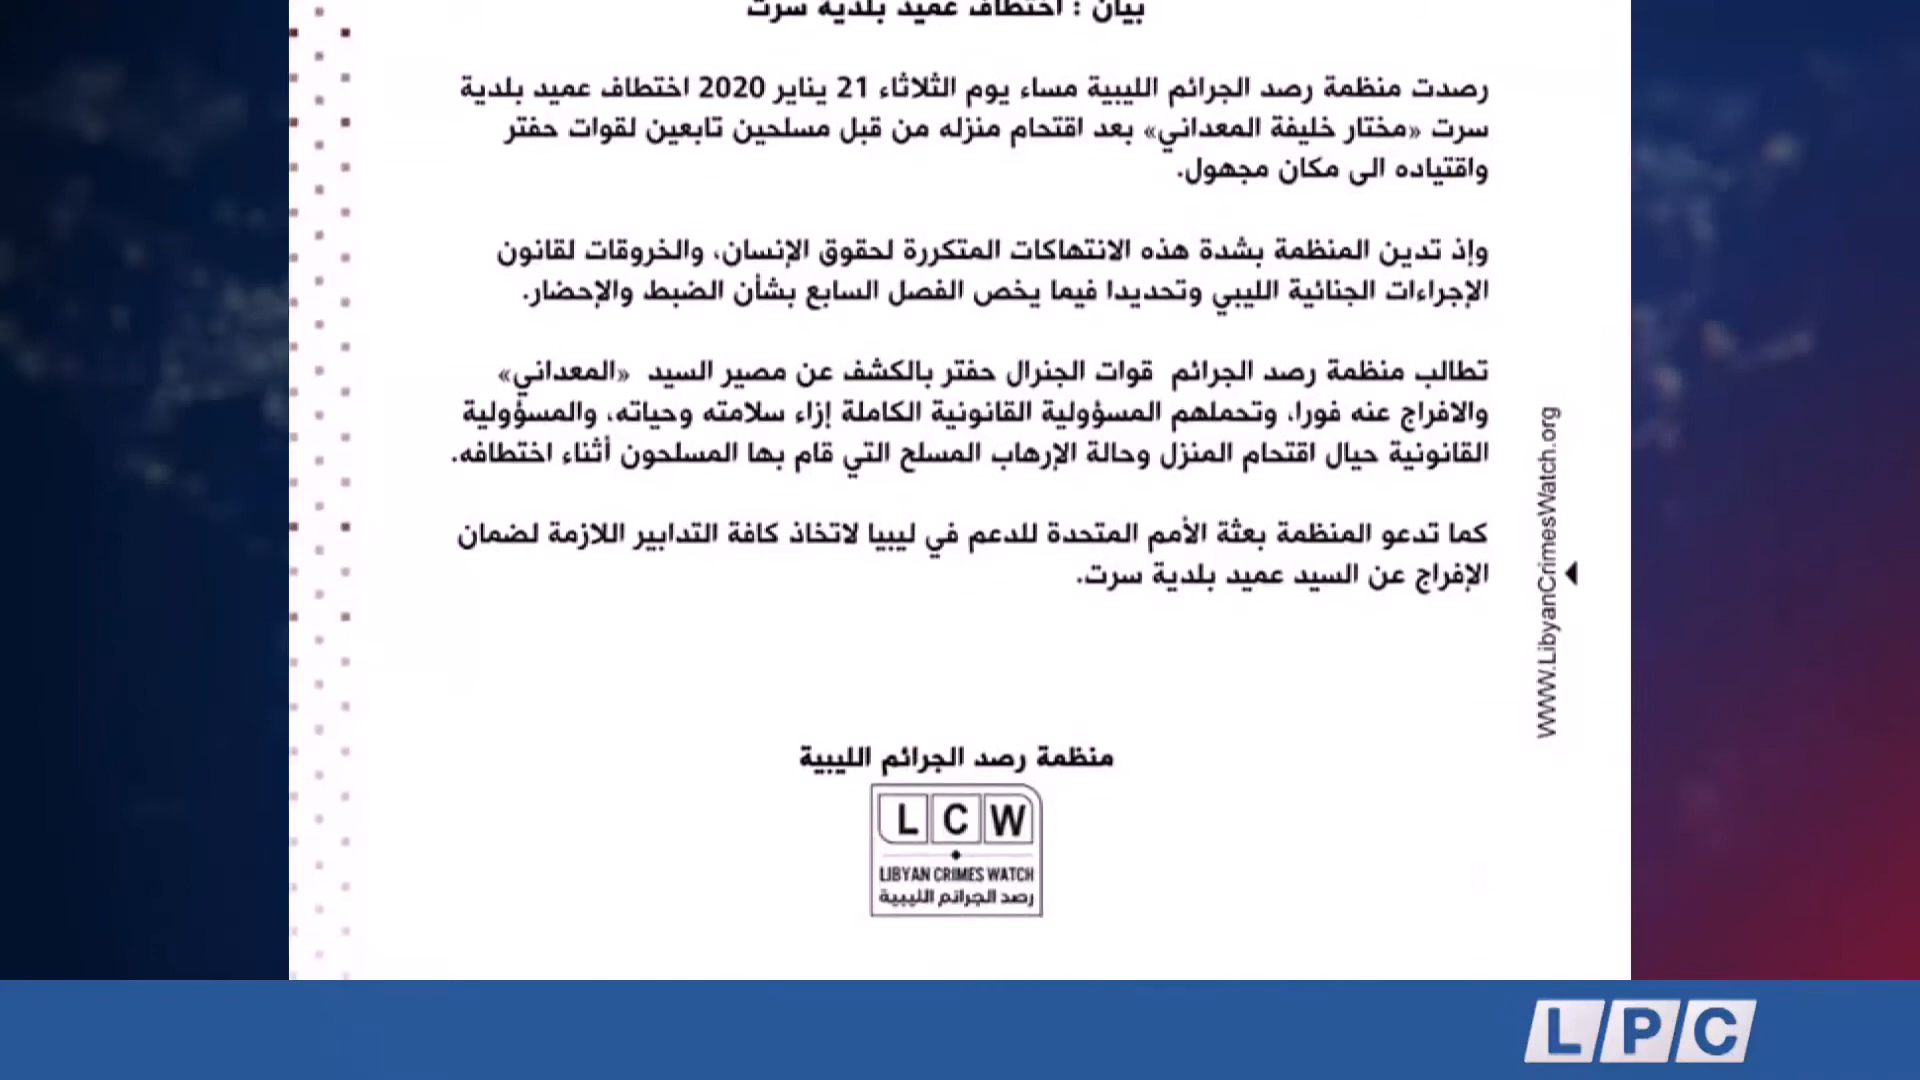 بيان : اختطاف عميد بلدية سرت
رصدت منظمة رصد الجرائم الليبية مساء يوم الثلاثاء 21 يناير 2020 اختطاف عميد بلدية
سرت «مختار خليفة المعداني» بعد اقتحام منزله من قبل مسلحين تابعين لقوات حفتر
واقتياده الى مكان مجهول.
وإذ تدين المنظمة بشدة هذه الانتهاكات المتكررة لحقوق الإنسان، والخروقات لقانون
الإجراءات الجنائية الليبي وتحديدا فيما يخص الفصل السابع بشأن الضبط والإحضار.
تطالب منظمة رصد الجرائم قوات الجنرال حفتر بالكشف عن مصير السيد «المعداني»
والافراج عنه فورا، وتحملهم المسؤولية القانونية الكاملة إزاء سلامته وحياته، والمسؤولية
القانونية حيال اقتحام المنزل وحالة الإرهاب المسلح التي قام بها المسلحون أثناء اختطافه.
كما تدعو المنظمة بعثة الأمم المتحدة للدعم في ليبيا لاتخاذ كافة التدابير اللازمة لضمان
الإفراج عن السيد عميد بلدية سرت.
WWW.LibyanCrimesWatch.org
منظمة رصد الجرائم الليبية
LCW
LIBYAN CRIMES WATCH
رصد الجرائم الليبية
LPC